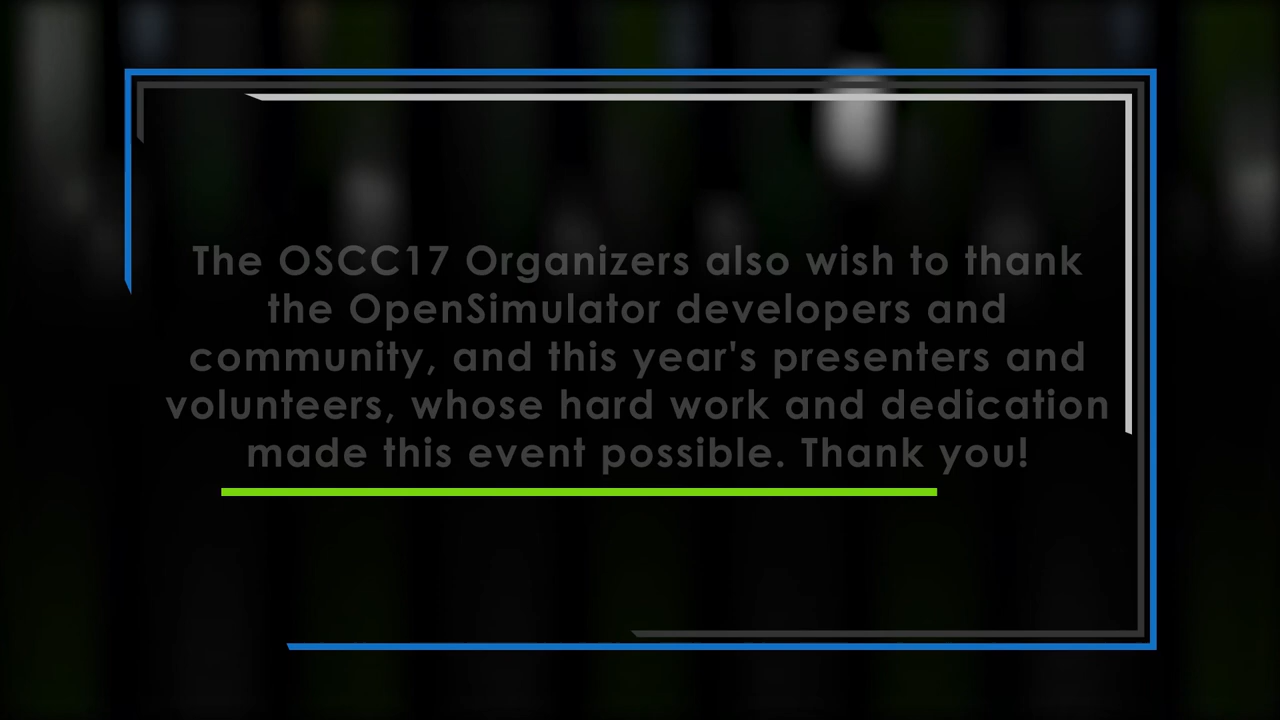 The OSCC17 Organizers also wish to thank
the OpenSimulator developers and
community, and this year's presenters and
volunteers, whose hard work and dedication
made this event possible. Thank you!